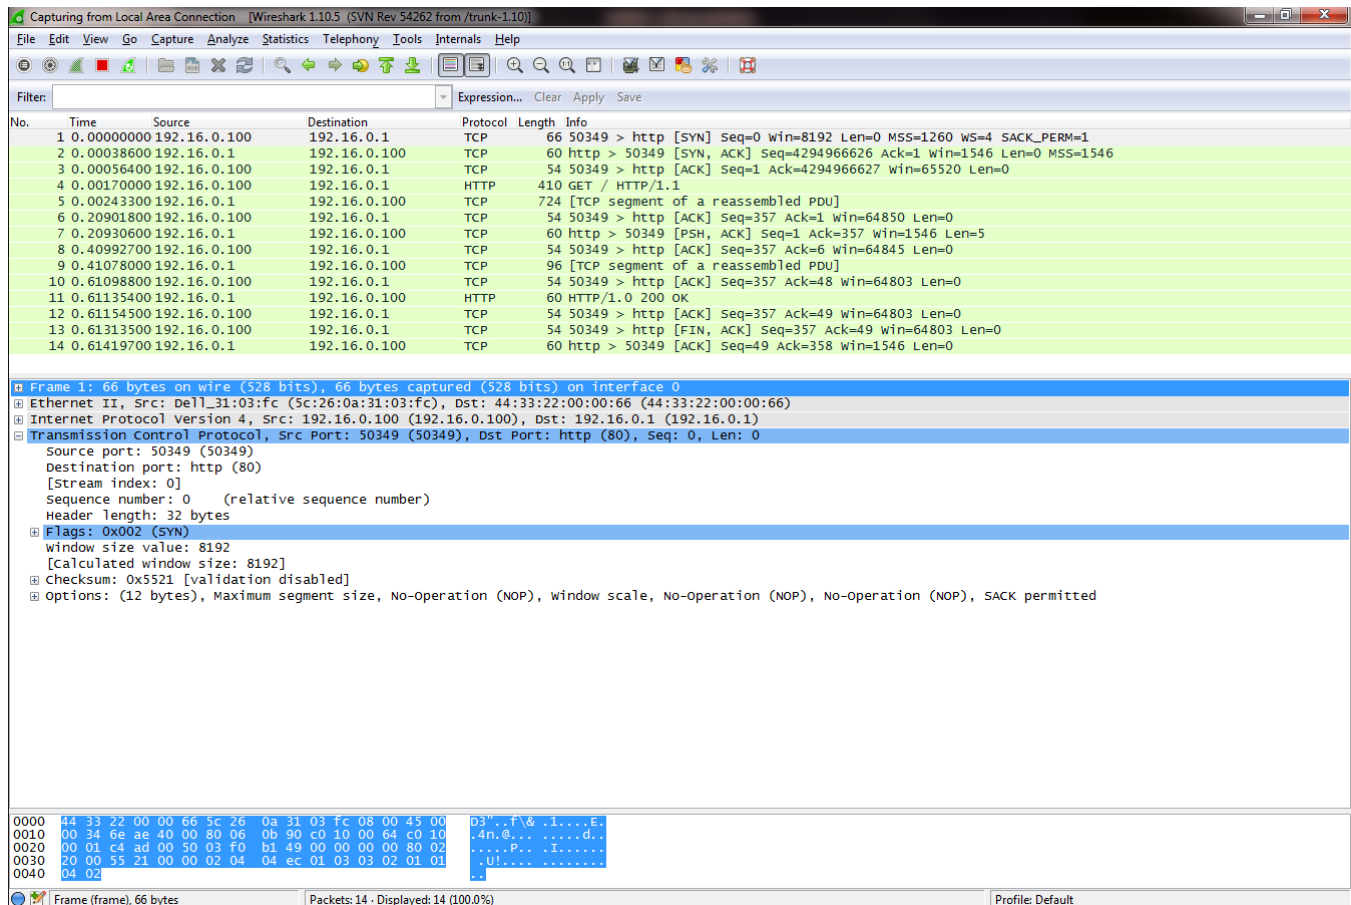 Capturing from Local Area Connection [Wireshark 1.10.5 (SVN Rev 54262 from /trunk-1.10)]
File Edit View Go Capture Analyze Statistics Telephony Tools Internals Help
Filter: Expression... Clear Apply Save
No. Time Source Destination Protocol Length Info
1 0.00000000 192.16.0.100 192.16.0.1 TCP 66 50349 > http [SYN] Seq=0 Win=8192 Len=0 MSS=1260 WS=4 SACK_PERM=1
2 0.00038600 192.16.0.1 192.16.0.100 TCP 60 http > 50349 [SYN, ACK] Seq=4294966626 Ack=1 Win=1546 Len=0 MSS=1546
3 0.00056400 192.16.0.100 192.16.0.1 TCP 54 50349 > http [ACK] Seq=1 Ack=4294966627 Win=65520 Len=0
4 0.00170000 192.16.0.100 192.16.0.1 HTTP 410 GET / HTTP/1.1
5 0.00243300 192.16.0.1 192.16.0.100 TCP 724 [TCP segment of a reassembled PDU]
6 0.20901800 192.16.0.100 192.16.0.1 TCP 54 50349 > http [ACK] Seq=357 Ack=1 Win=64850 Len=0
7 0.20930600 192.16.0.1 192.16.0.100 TCP 60 http > 50349 [PSH, ACK] Seq=1 Ack=357 Win=1546 Len=5
8 0.40992700 192.16.0.100 192.16.0.1 TCP 54 50349 > http [ACK] Seq=357 Ack=6 Win=64845 Len=0
9 0.41078000 192.16.0.1 192.16.0.100 TCP 96 [TCP segment of a reassembled PDU]
10 0.61098800 192.16.0.100 192.16.0.1 TCP 54 50349 > http [ACK] Seq=357 Ack=48 Win=64803 Len=0
11 0.61135400 192.16.0.1 192.16.0.100 HTTP 60 HTTP/1.0 200 OK
12 0.61154500 192.16.0.100 192.16.0.1 TCP 54 50349 > http [ACK] Seq=357 Ack=49 Win=64803 Len=0
13 0.61313500 192.16.0.100 192.16.0.1 TCP 54 50349 > http [FIN, ACK] Seq=357 Ack=49 Win=64803 Len=0
14 0.61419700 192.16.0.1 192.16.0.100 TCP 60 http > 50349 [ACK] Seq=49 Ack=358 Win=1546 Len=0
Frame 1: 66 bytes on wire (528 bits), 66 bytes captured (528 bits) on interface 0
Ethernet II, Src: Dell_31:03:fc (5c:26:0a:31:03:fc), Dst: 44:33:22:00:00:66 (44:33:22:00:00:66)
Internet Protocol Version 4, Src: 192.16.0.100 (192.16.0.100), Dst: 192.16.0.1 (192.16.0.1)
Transmission Control Protocol, Src Port: 50349 (50349), Dst Port: http (80), Seq: 0, Len: 0
Source port: 50349 (50349)
Destination port: http (80)
[Stream index: 0]
Sequence number: 0 (relative sequence number)
Header length: 32 bytes
Flags: 0x002 (SYN)
Window size value: 8192
[Calculated window size: 8192]
Checksum: 0x5521 [validation disabled]
Options: (12 bytes), Maximum segment size, No-Operation (NOP), Window scale, No-Operation (NOP), No-Operation (NOP), SACK permitted
0000 44 33 22 00 00 66 5c 26 0a 31 03 fc 08 00 45 00 D3"..f\& .1....E.
0010 00 34 6e ae 40 00 80 06 0b 90 c0 10 00 64 c0 10 .4n.@... .....d..
0020 00 01 c4 ad 00 50 03 f0 b1 49 00 00 00 00 80 02 .....P.. .I......
0030 20 00 55 21 00 00 02 04 04 ec 01 03 03 02 01 01 .U!.... ........
0040 04 02 ..
Frame (frame), 66 bytes Packets: 14 · Displayed: 14 (100.0%) Profile: Default